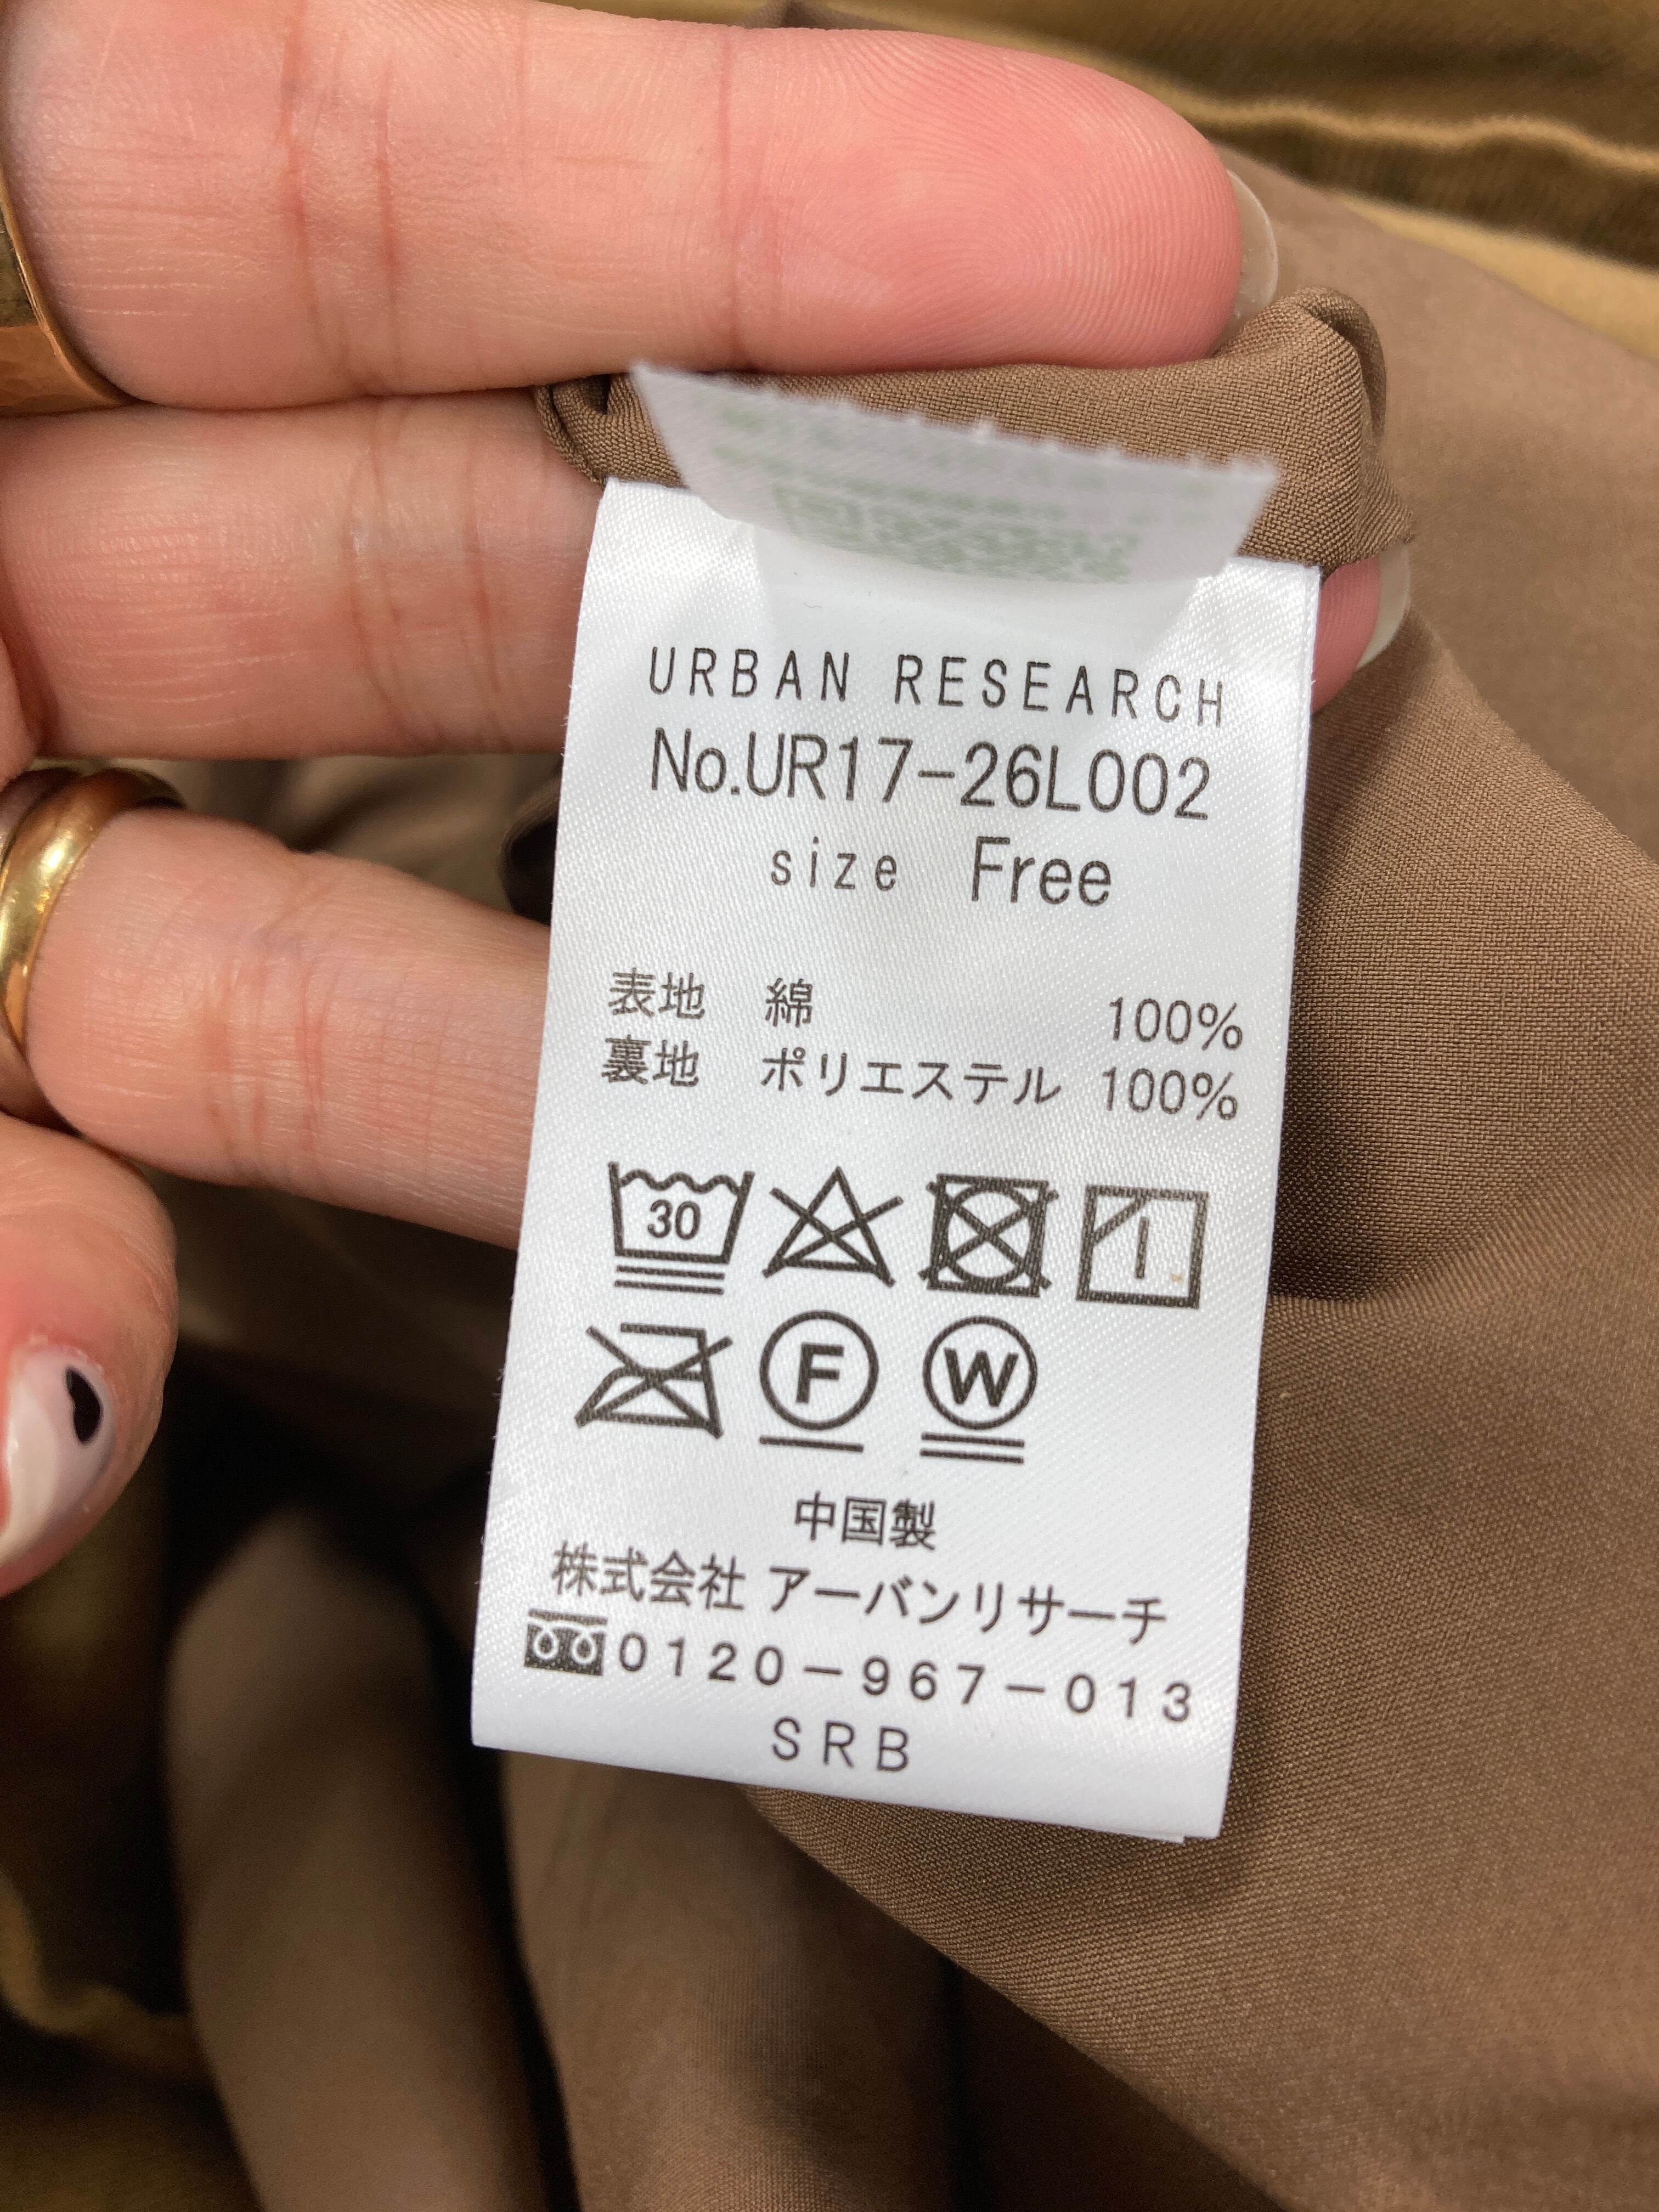 URBAN RESEARCH
No.UR17-26L002
size Free
表地 綿 100%
裏地 ポリエステル 100%
30
F W
中国製
株式会社 アーバンリサーチ
0120-967-013
SRB